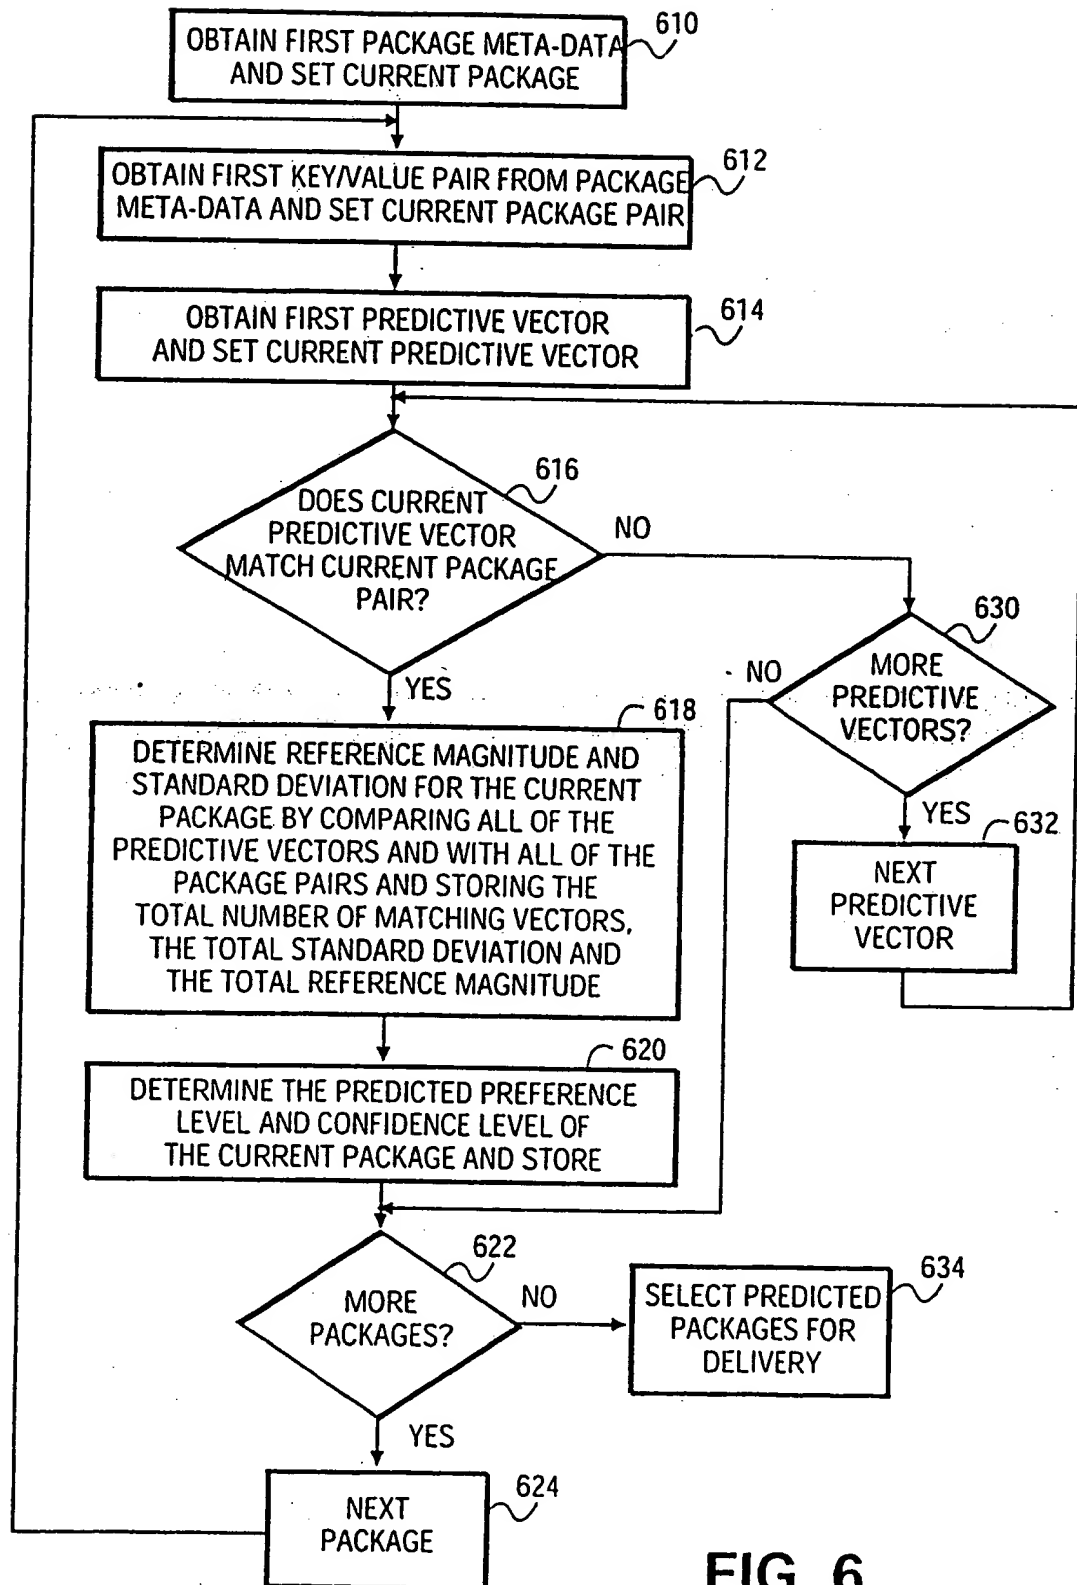 610
OBTAIN FIRST PACKAGE META-DATA
AND SET CURRENT PACKAGE
612
OBTAIN FIRST KEY/VALUE PAIR FROM PACKAGE
META-DATA AND SET CURRENT PACKAGE PAIR
614
OBTAIN FIRST PREDICTIVE VECTOR
AND SET CURRENT PREDICTIVE VECTOR
616
DOES CURRENT
PREDICTIVE VECTOR
MATCH CURRENT PACKAGE
PAIR?
NO
YES
630
MORE
PREDICTIVE
VECTORS?
NO
YES
632
NEXT
PREDICTIVE
VECTOR
618
DETERMINE REFERENCE MAGNITUDE AND
STANDARD DEVIATION FOR THE CURRENT
PACKAGE BY COMPARING ALL OF THE
PREDICTIVE VECTORS AND WITH ALL OF THE
PACKAGE PAIRS AND STORING THE
TOTAL NUMBER OF MATCHING VECTORS,
THE TOTAL STANDARD DEVIATION AND
THE TOTAL REFERENCE MAGNITUDE
620
DETERMINE THE PREDICTED PREFERENCE
LEVEL AND CONFIDENCE LEVEL OF
THE CURRENT PACKAGE AND STORE
622
MORE
PACKAGES?
NO
YES
634
SELECT PREDICTED
PACKAGES FOR
DELIVERY
624
NEXT
PACKAGE
FIG. 6